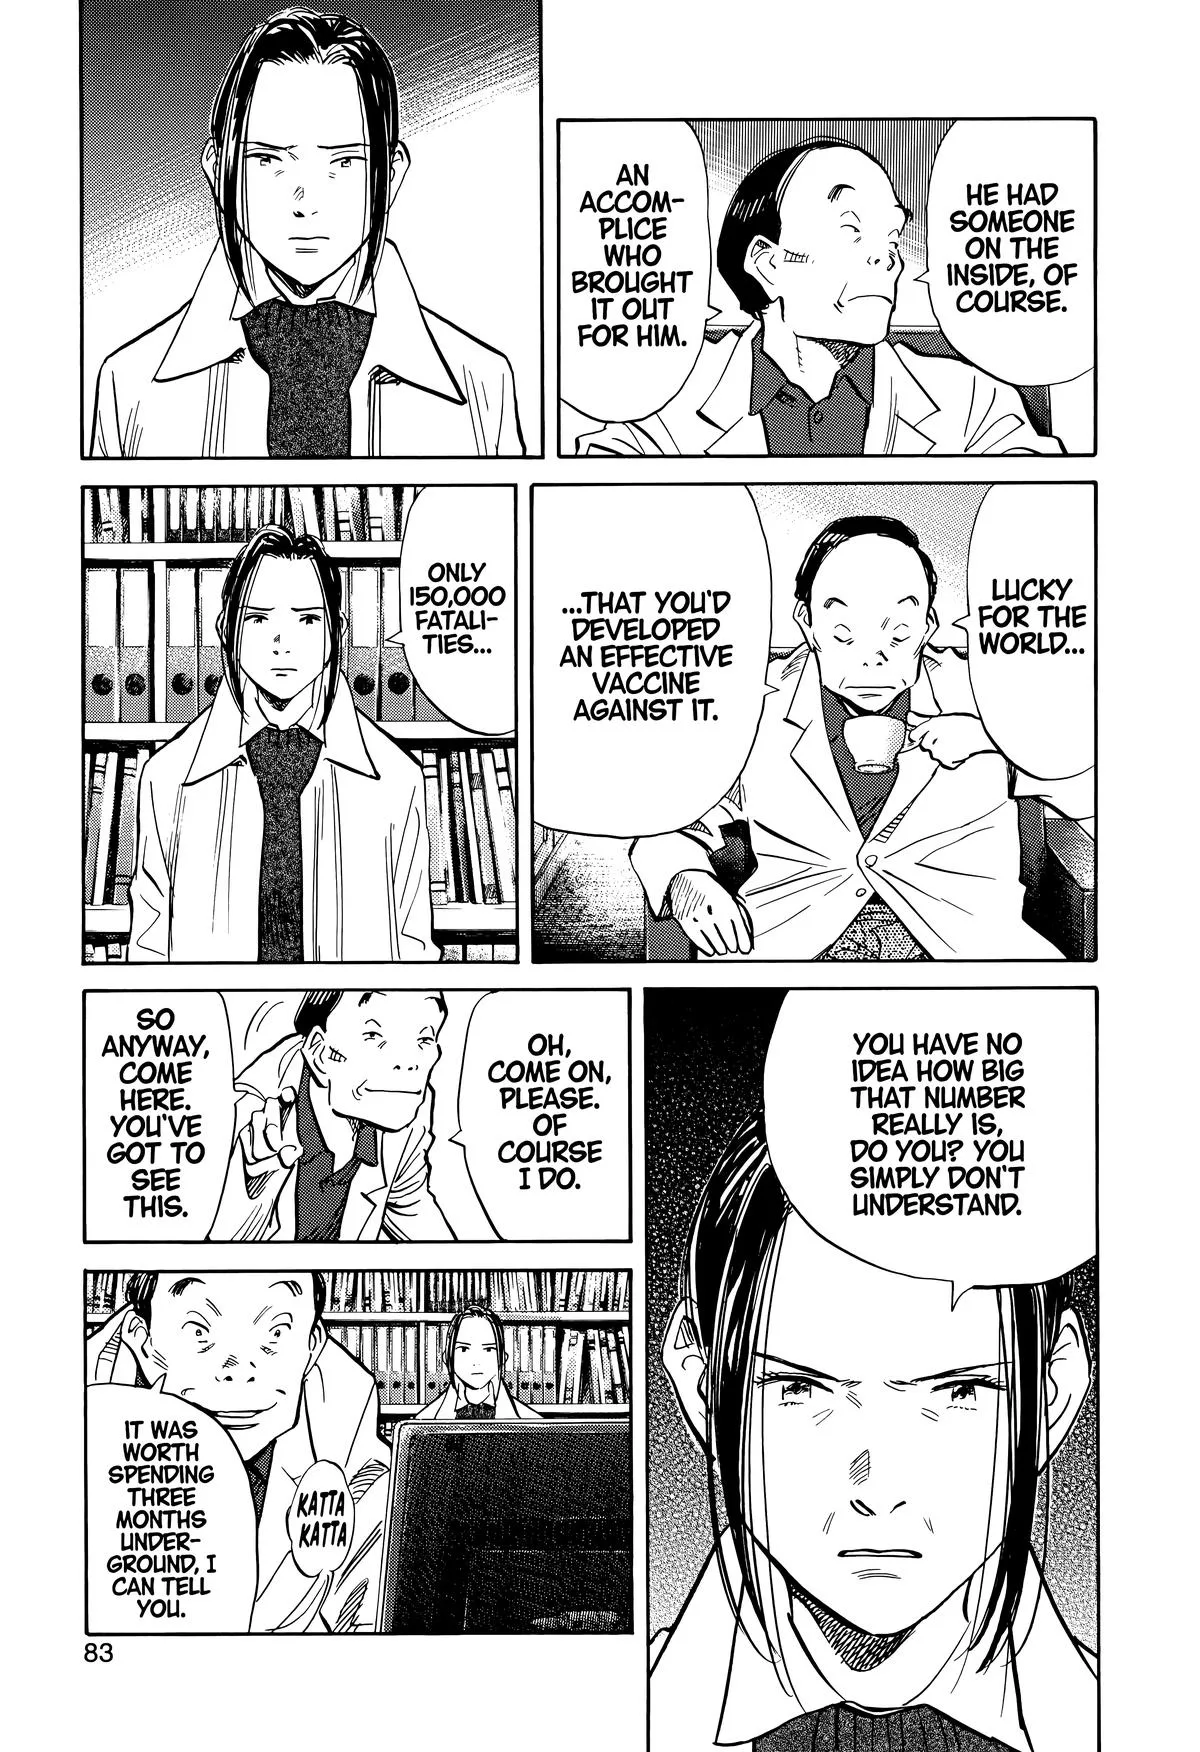 HE HAD
SOMEONE
ON THE
INSIDE, OF
COURSE.
AN
ACCOM-
PLICE
WHO
BROUGHT
IT OUT
FOR HIM.
LUCKY
FOR THE
WORLD...
...THAT YOU'D
DEVELOPED
AN EFFECTIVE
VACCINE
AGAINST IT.
ONLY
150,000
FATALI-
TIES...
YOU HAVE NO
IDEA HOW BIG
THAT NUMBER
REALLY IS,
DO YOU? YOU
SIMPLY DON'T
UNDERSTAND.
OH,
COME ON,
PLEASE.
OF
COURSE
I DO.
SO
ANYWAY,
COME
HERE.
YOU'VE
GOT TO
SEE
THIS.
KATTA
KATTA
IT WAS
WORTH
SPENDING
THREE
MONTHS
UNDER-
GROUND, I
CAN TELL
YOU.
83